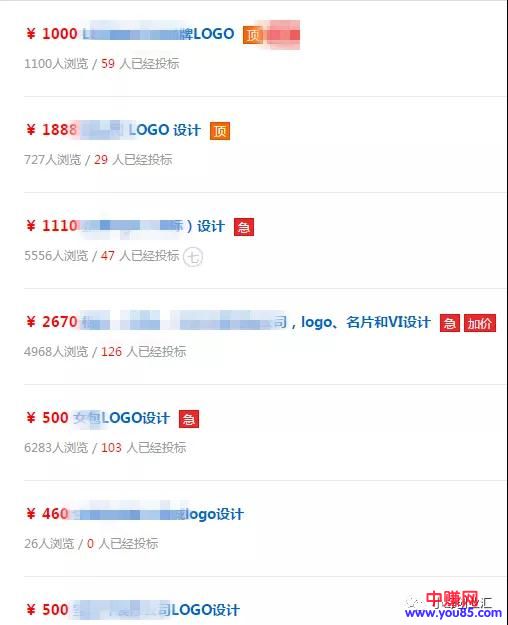 ¥ 1000 牌LOGO 顶
1100人浏览 / 59 人已经投标
¥ 1888 LOGO 设计 顶
727人浏览 / 29 人已经投标
¥ 1110 标）设计 急
5556人浏览 / 47 人已经投标 七
¥ 2670 司，logo、名片和VI设计 急 加价
4968人浏览 / 126 人已经投标
¥ 500 女包LOGO设计 急
6283人浏览 / 103 人已经投标
¥ 460 logo设计
26人浏览 / 0 人已经投标
¥ 500 公司LOGO设计
中赚网
www.you85.com